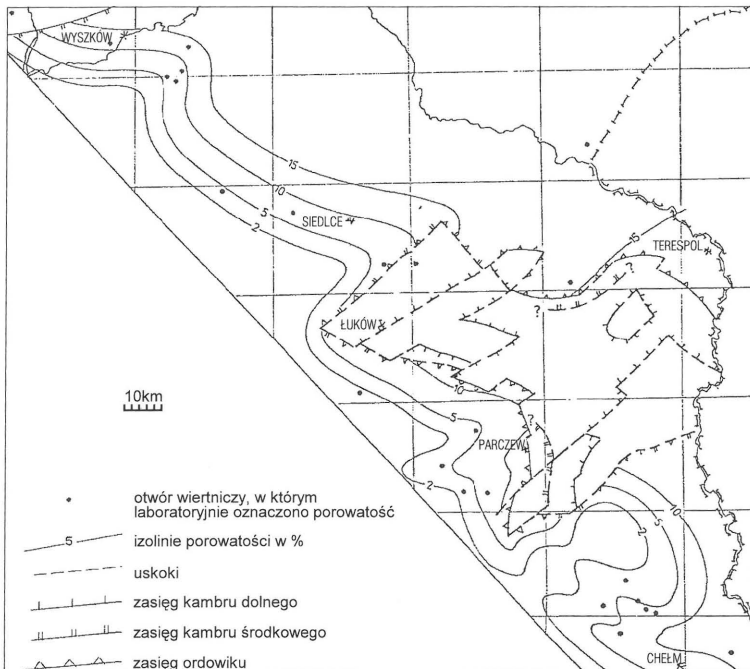 WYSZKÓW
15
10
SIEDLCE
5
2
15
TERESPOL
?
?
ŁUKÓW
10
10km
?
5
PARCZEW
2
10
5
2
CHEŁM
otwór wiertniczy, w którym
laboratoryjnie oznaczono porowatość
5 izolinie porowatości w %
uskoki
zasięg kambru dolnego
zasięg kambru środkowego
zasięg ordowiku